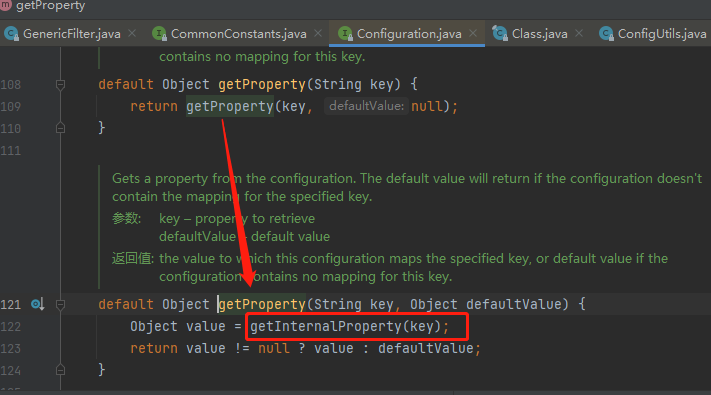 getProperty
GenericFilter.java × CommonConstants.java × Configuration.java × Class.java × ConfigUtils.java
contains no mapping for this key.
108 default Object getProperty(String key) {
109 return getProperty(key, defaultValue: null);
110 }
111
Gets a property from the configuration. The default value will return if the configuration doesn't
contain the mapping for the specified key.
参数: key – property to retrieve
defaultValue – default value
返回值: the value to which this configuration maps the specified key, or default value if the
configuration contains no mapping for this key.
121 default Object getProperty(String key, Object defaultValue) {
122 Object value = getInternalProperty(key);
123 return value != null ? value : defaultValue;
124 }